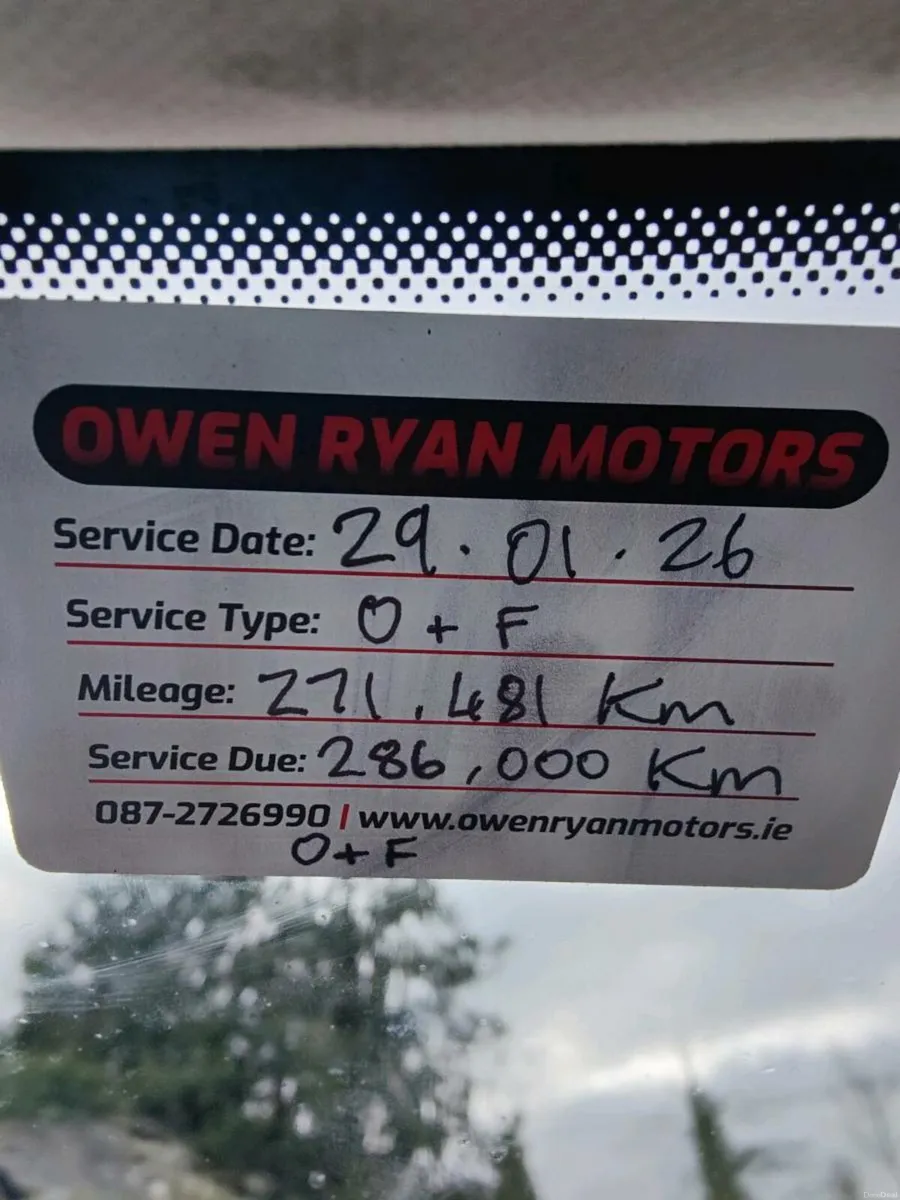 OWEN RYAN MOTORS
Service Date: 29.01.26
Service Type: O + F
Mileage: 271,481 Km
Service Due: 286,000 Km
087-2726990 | www.owenryanmotors.ie
O+F
DoneDeal